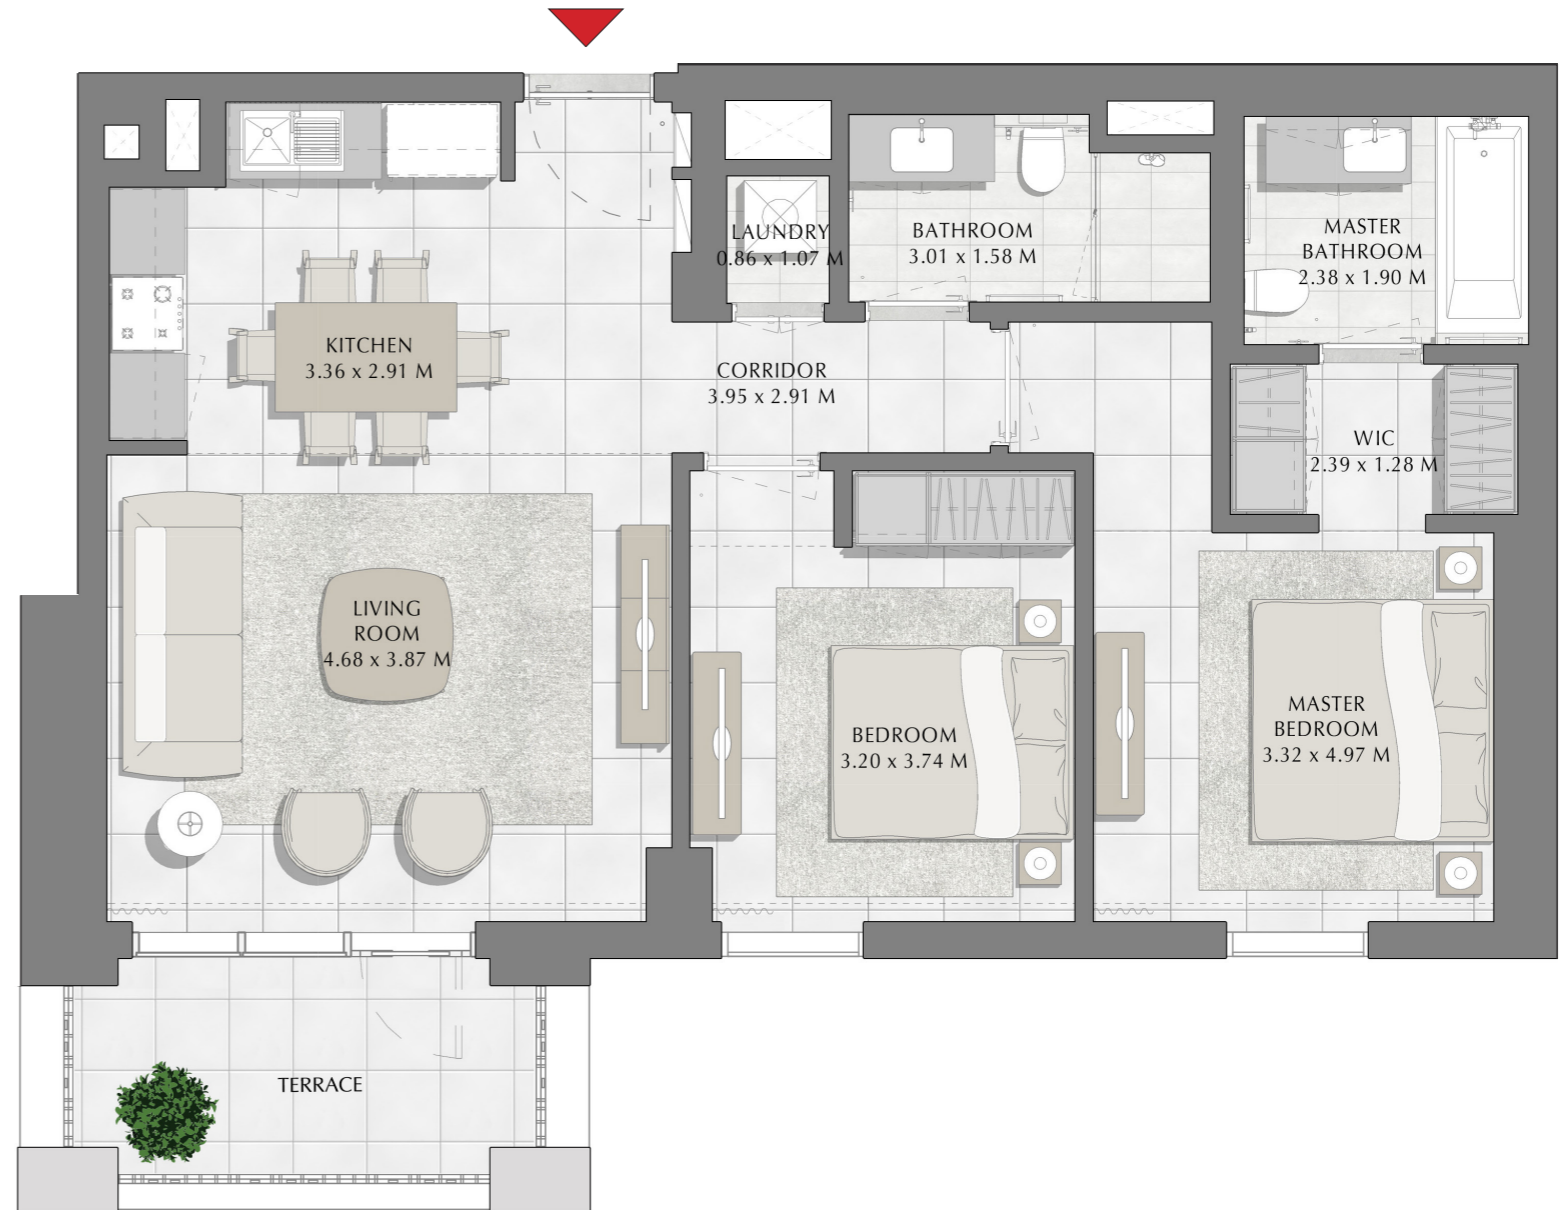 LAUNDRY
0.86 x 1.07 M
BATHROOM
3.01 x 1.58 M
MASTER
BATHROOM
2.38 x 1.90 M
KITCHEN
3.36 x 2.91 M
CORRIDOR
3.95 x 2.91 M
WIC
2.39 x 1.28 M
LIVING
ROOM
4.68 x 3.87 M
BEDROOM
3.20 x 3.74 M
MASTER
BEDROOM
3.32 x 4.97 M
TERRACE